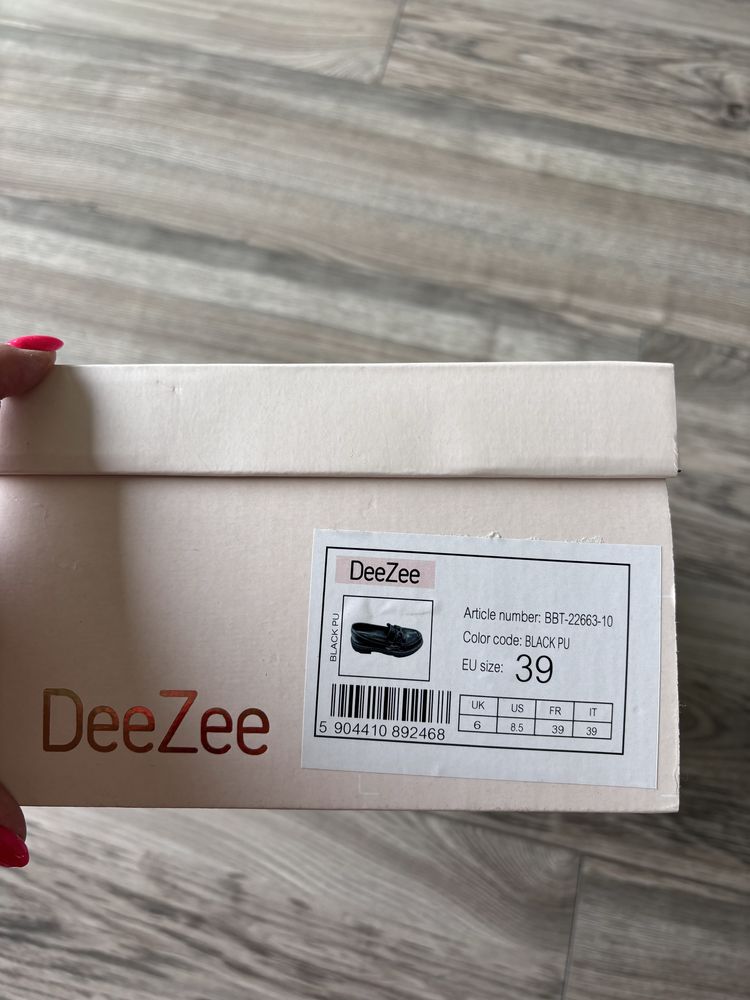 DeeZee
DeeZee
BLACK PU
Article number: BBT-22663-10
Color code: BLACK PU
EU size: 39
UK US FR IT
6 8.5 39 39
5 904410 892468